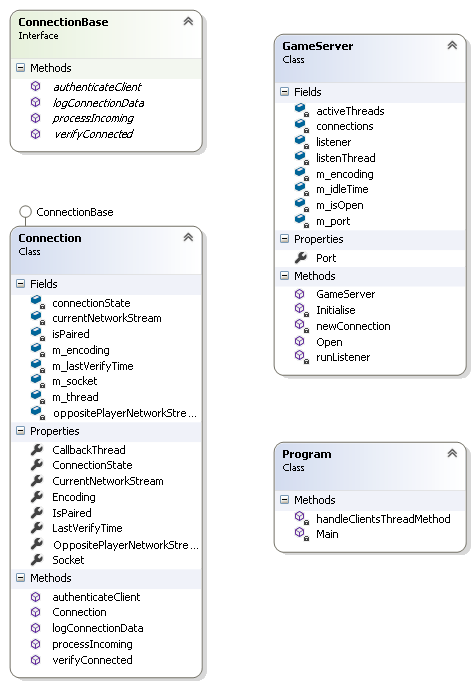 ConnectionBase
Interface
Methods
authenticateClient
logConnectionData
processIncoming
verifyConnected
ConnectionBase
Connection
Class
Fields
connectionState
currentNetworkStream
isPaired
m_encoding
m_lastVerifyTime
m_socket
m_thread
oppositePlayerNetworkStre...
Properties
CallbackThread
ConnectionState
CurrentNetworkStream
Encoding
IsPaired
LastVerifyTime
OppositePlayerNetworkStre...
Socket
Methods
authenticateClient
Connection
logConnectionData
processIncoming
verifyConnected
GameServer
Class
Fields
activeThreads
connections
listener
listenThread
m_encoding
m_idleTime
m_isOpen
m_port
Properties
Port
Methods
GameServer
Initialise
newConnection
Open
runListener
Program
Class
Methods
handleClientsThreadMethod
Main